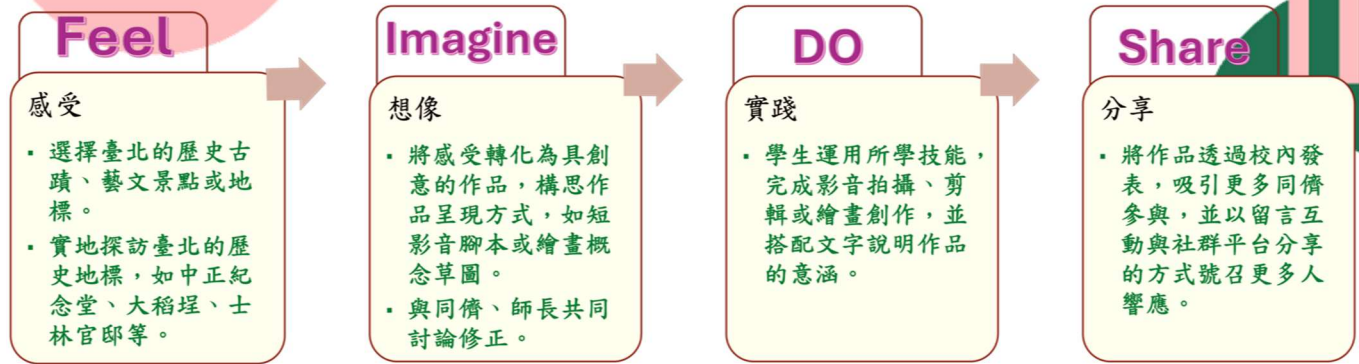 Feel
感受
▪ 選擇臺北的歷史古
蹟、藝文景點或地
標。
▪ 實地探訪臺北的歷
史地標，如中正紀
念堂、大稻埕、士
林官邸等。
Imagine
想像
▪ 將感受轉化為具創
意的作品，構思作
品呈現方式，如短
影音腳本或繪畫概
念草圖。
▪ 與同儕、師長共同
討論修正。
DO
實踐
▪ 學生運用所學技能，
完成影音拍攝、剪
輯或繪畫創作，並
搭配文字說明作品
的意涵。
Share
分享
▪ 將作品透過校內發
表，吸引更多同儕
參與，並以留言互
動與社群平台分享
的方式號召更多人
響應。